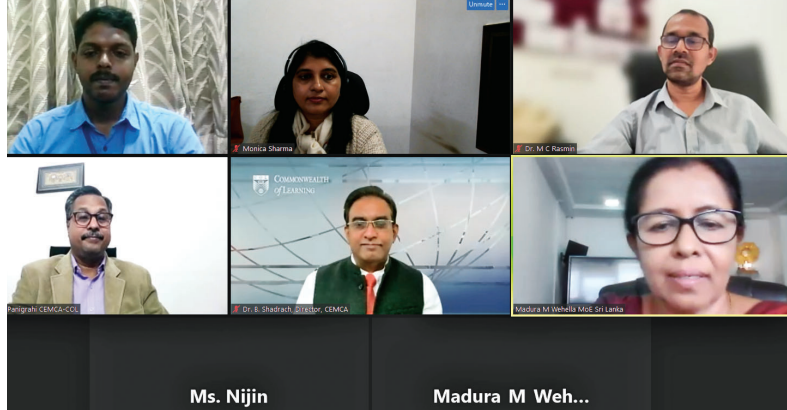 Unmute
Monica Sharma
Dr. M C Rasmin
COMMONWEALTH
of LEARNING
Panigrahi CEMCA-COL
Dr. B. Shadrach, Director, CEMCA
Madura M Wehella MoE Sri Lanka
Ms. Nijin
Madura M Weh...